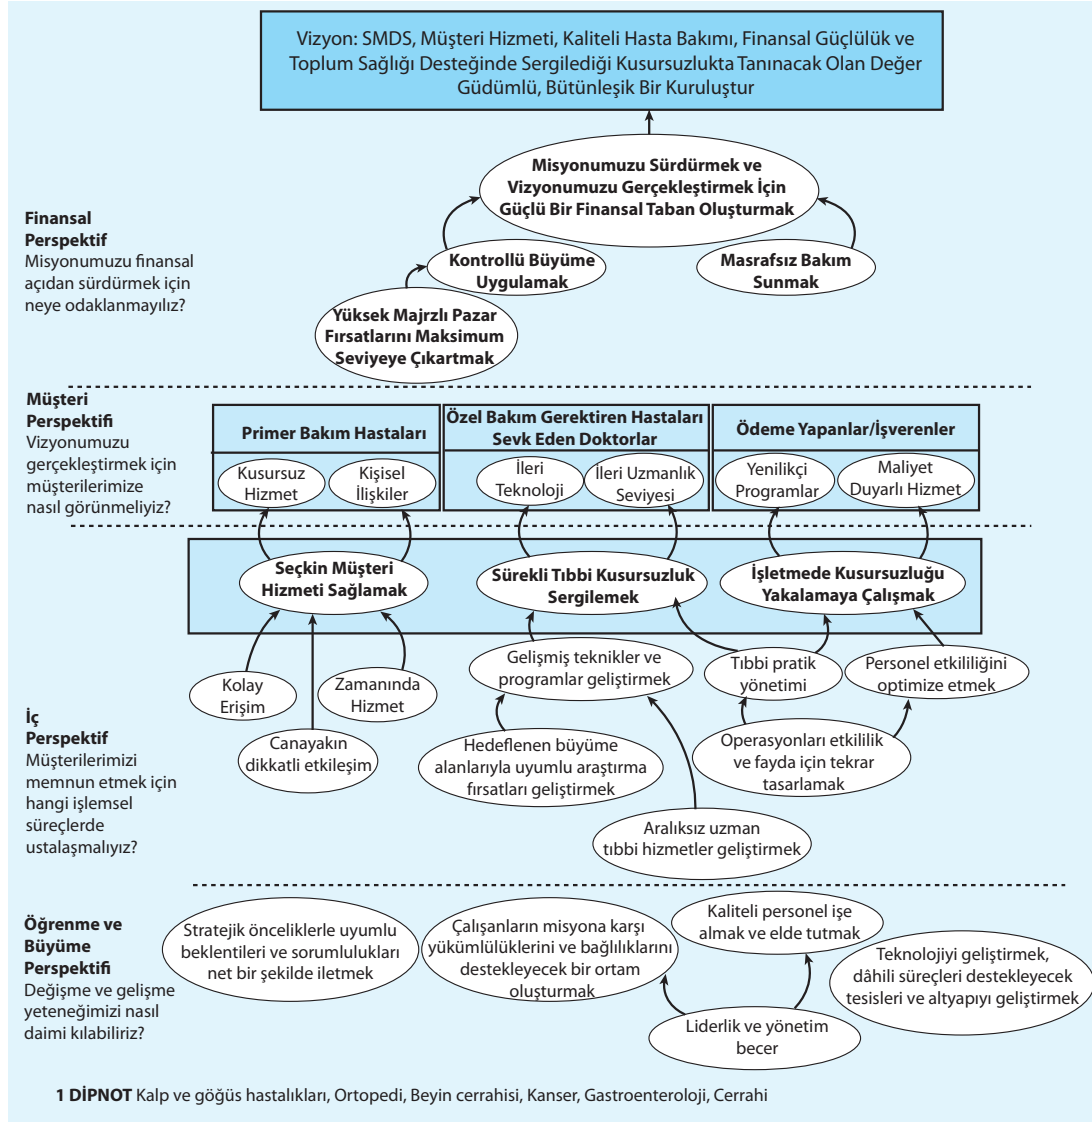 Vizyon: SMDS, Müşteri Hizmeti, Kaliteli Hasta Bakımı, Finansal Güçlülük ve
Toplum Sağlığı Desteğinde Sergilediği Kusursuzlukta Tanınacak Olan Değer
Güdümlü, Bütünleşik Bir Kuruluştur
Misyonumuzu Sürdürmek ve
Vizyonumuzu Gerçekleştirmek İçin
Güçlü Bir Finansal Taban Oluşturmak
Finansal
Perspektif
Misyonumuzu finansal
açıdan sürdürmek için
neye odaklanmayılız?
Kontrollü Büyüme
Uygulamak
Masrafsız Bakım
Sunmak
Yüksek Majrzlı Pazar
Fırsatlarını Maksimum
Seviyeye Çıkartmak
Müşteri
Perspektifi
Vizyonumuzu
gerçekleştirmek için
müşterilerimize
nasıl görünmeliyiz?
Primer Bakım Hastaları
Kusursuz
Hizmet
Kişisel
İlişkiler
Özel Bakım Gerektiren Hastaları
Sevk Eden Doktorlar
İleri
Teknoloji
İleri Uzmanlık
Seviyesi
Ödeme Yapanlar/İşverenler
Yenilikçi
Programlar
Maliyet
Duyarlı Hizmet
Seçkin Müşteri
Hizmeti Sağlamak
Sürekli Tıbbi Kusursuzluk
Sergilemek
İşletmede Kusursuzluğu
Yakalamaya Çalışmak
İç
Perspektif
Müşterilerimizi
memnun etmek için
hangi işlemsel
süreçlerde
ustalaşmalıyız?
Kolay
Erişim
Zamanında
Hizmet
Canayakın
dikkatli etkileşim
Gelişmiş teknikler ve
programlar geliştirmek
Tıbbi pratik
yönetimi
Personel etkililiğini
optimize etmek
Hedeflenen büyüme
alanlarıyla uyumlu araştırma
fırsatları geliştirmek
Operasyonları etkililik
ve fayda için tekrar
tasarlamak
Aralıksız uzman
tıbbi hizmetler geliştirmek
Öğrenme ve
Büyüme
Perspektifi
Değişme ve gelişme
yeteneğimizi nasıl
daimi kılabiliriz?
Stratejik önceliklerle uyumlu
beklentileri ve sorumlulukları
net bir şekilde iletmek
Çalışanların misyona karşı
yükümlülüklerini ve bağlılıklarını
destekleyecek bir ortam
oluşturmak
Kaliteli personel işe
almak ve elde tutmak
Teknolojiyi geliştirmek,
dâhili süreçleri destekleyecek
tesisleri ve altyapıyı geliştirmek
Liderlik ve yönetim
becer
1 DİPNOT Kalp ve göğüs hastalıkları, Ortopedi, Beyin cerrahisi, Kanser, Gastroenteroloji, Cerrahi